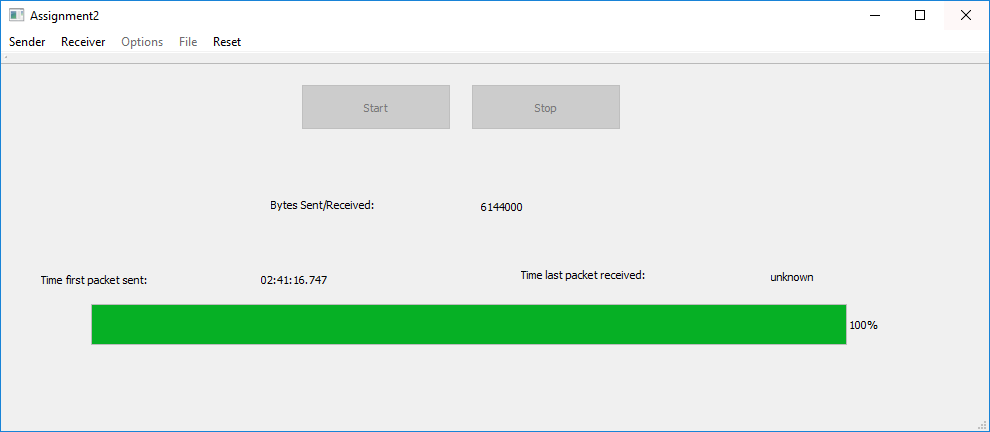 Assignment2
Sender Receiver Options File Reset
Start Stop
Bytes Sent/Received: 6144000
Time first packet sent: 02:41:16.747 Time last packet received: unknown
100%